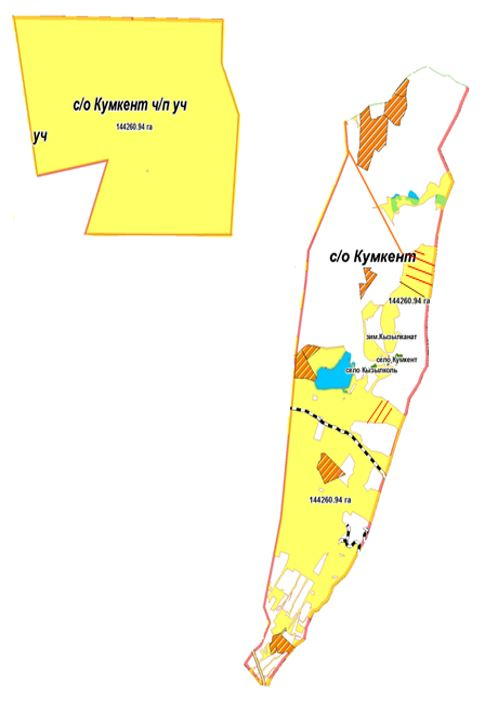 с/о Кумкент ч/п уч
144260.94 га
уч
с/о Кумкент
144260.94 га
зим.Кызылканат
село Кумкент
село Кызылколь
144260.94 га